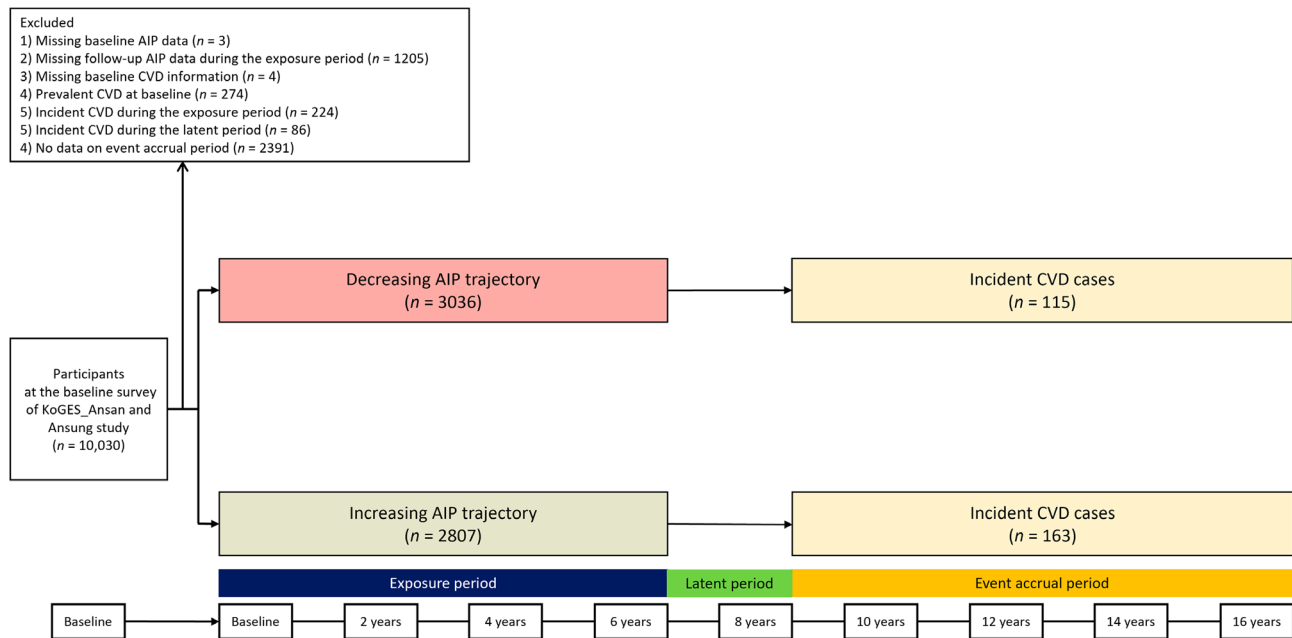 Excluded
1) Missing baseline AIP data (n = 3)
2) Missing follow-up AIP data during the exposure period (n = 1205)
3) Missing baseline CVD information (n = 4)
4) Prevalent CVD at baseline (n = 274)
5) Incident CVD during the exposure period (n = 224)
5) Incident CVD during the latent period (n = 86)
4) No data on event accrual period (n = 2391)
Decreasing AIP trajectory
(n = 3036)
Incident CVD cases
(n = 115)
Participants
at the baseline survey
of KoGES_Ansan and
Ansung study
(n = 10,030)
Increasing AIP trajectory
(n = 2807)
Incident CVD cases
(n = 163)
Exposure period
Latent period
Event accrual period
Baseline
Baseline
2 years
4 years
6 years
8 years
10 years
12 years
14 years
16 years